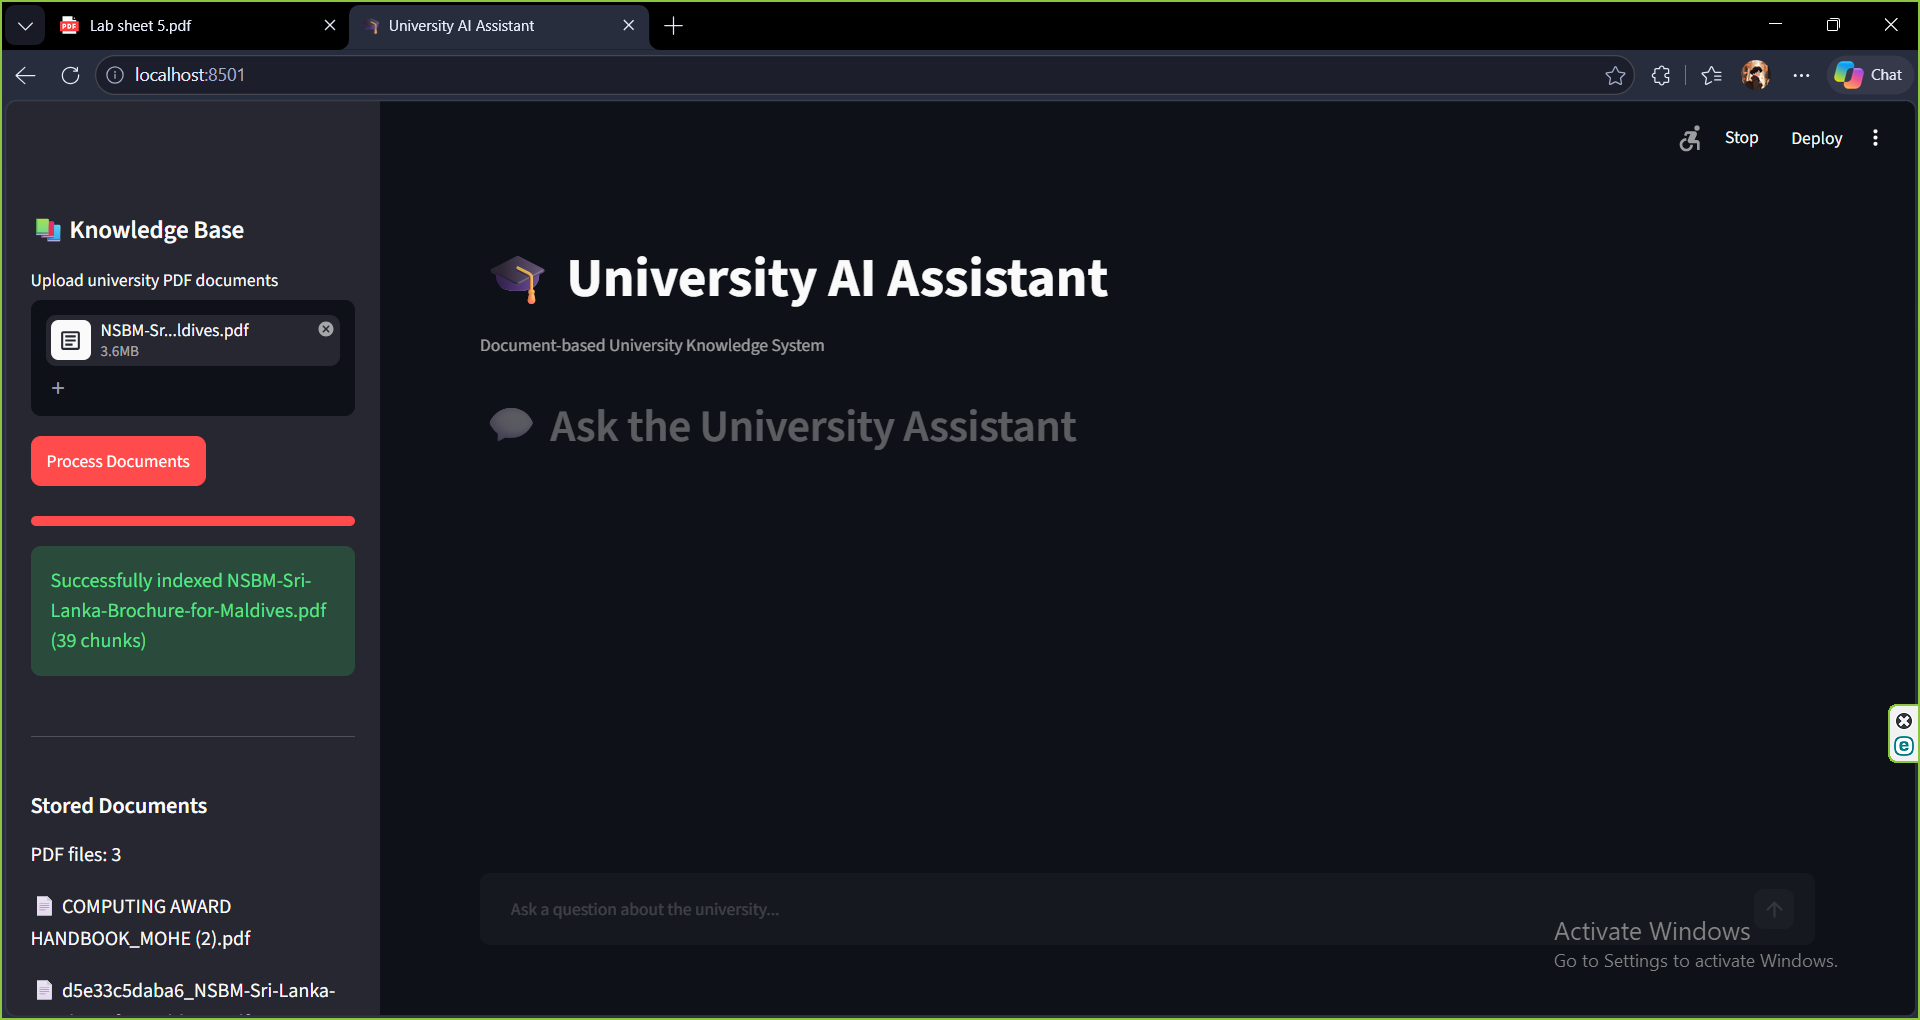 Lab sheet 5.pdf
University AI Assistant
localhost:8501
Chat
Stop
Deploy
Knowledge Base
Upload university PDF documents
NSBM-Sr...ldives.pdf
3.6MB
Process Documents
Successfully indexed NSBM-Sri-
Lanka-Brochure-for-Maldives.pdf
(39 chunks)
Stored Documents
PDF files: 3
COMPUTING AWARD
HANDBOOK_MOHE (2).pdf
d5e33c5daba6_NSBM-Sri-Lanka-
University AI Assistant
Document-based University Knowledge System
Ask the University Assistant
Ask a question about the university...
Activate Windows
Go to Settings to activate Windows.